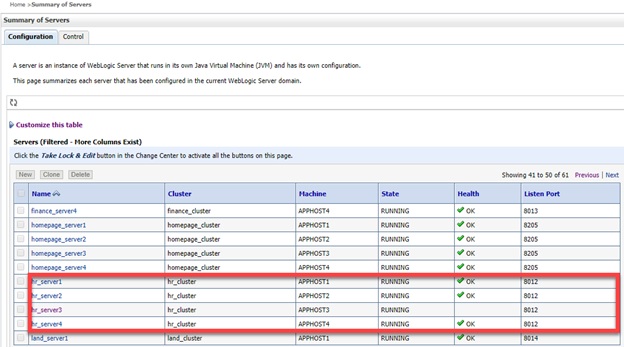 Home >Summary of Servers
Summary of Servers
Configuration Control
A server is an instance of WebLogic Server that runs in its own Java Virtual Machine (JVM) and has its own configuration.
This page summarizes each server that has been configured in the current WebLogic Server domain.
Customize this table
Servers (Filtered - More Columns Exist)
Click the Take Lock & Edit button in the Change Center to activate all the buttons on this page.
New Clone Delete Showing 41 to 50 of 61 Previous | Next
Name Cluster Machine State Health Listen Port
finance_server4 finance_cluster APPHOST4 RUNNING OK 8013
homepage_server1 homepage_cluster APPHOST1 RUNNING OK 8205
homepage_server2 homepage_cluster APPHOST2 RUNNING OK 8205
homepage_server3 homepage_cluster APPHOST3 RUNNING OK 8205
homepage_server4 homepage_cluster APPHOST4 RUNNING OK 8205
hr_server1 hr_cluster APPHOST1 RUNNING OK 8012
hr_server2 hr_cluster APPHOST2 RUNNING OK 8012
hr_server3 hr_cluster APPHOST3 RUNNING 8012
hr_server4 hr_cluster APPHOST4 RUNNING OK 8012
land_server1 land_cluster APPHOST1 RUNNING OK 8014